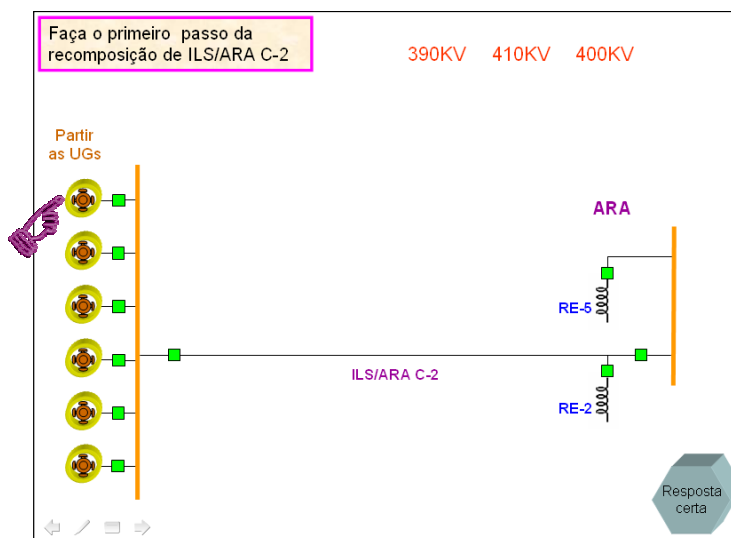 Faça o primeiro passo da
recomposição de ILS/ARA C-2
390KV 410KV 400KV
Partir
as UGs
ARA
RE-5
ILS/ARA C-2
RE-2
Resposta
certa